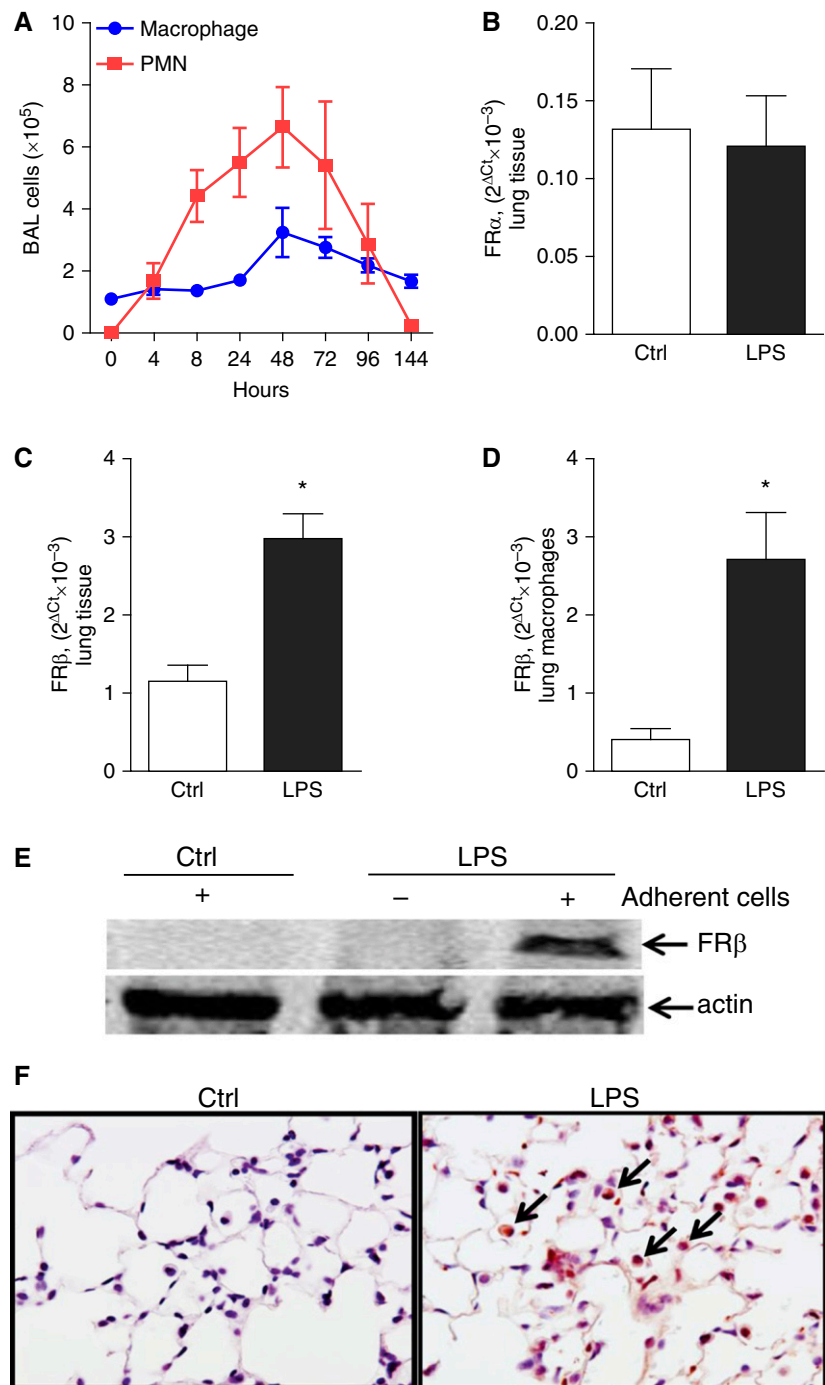 A
Macrophage
PMN
BAL cells (×10⁵)
10
8
6
4
2
0
0 4 8 24 48 72 96 144
Hours
B
FRα, (2^ΔCt×10⁻³)
lung tissue
0.20
0.15
0.10
0.05
0.00
Ctrl LPS
C
FRβ, (2^ΔCt×10⁻³)
lung tissue
4
3
2
1
0
*
Ctrl LPS
D
FRβ, (2^ΔCt×10⁻³)
lung macrophages
4
3
2
1
0
*
Ctrl LPS
E
Ctrl LPS
+ – + Adherent cells
FRβ
actin
F
Ctrl LPS